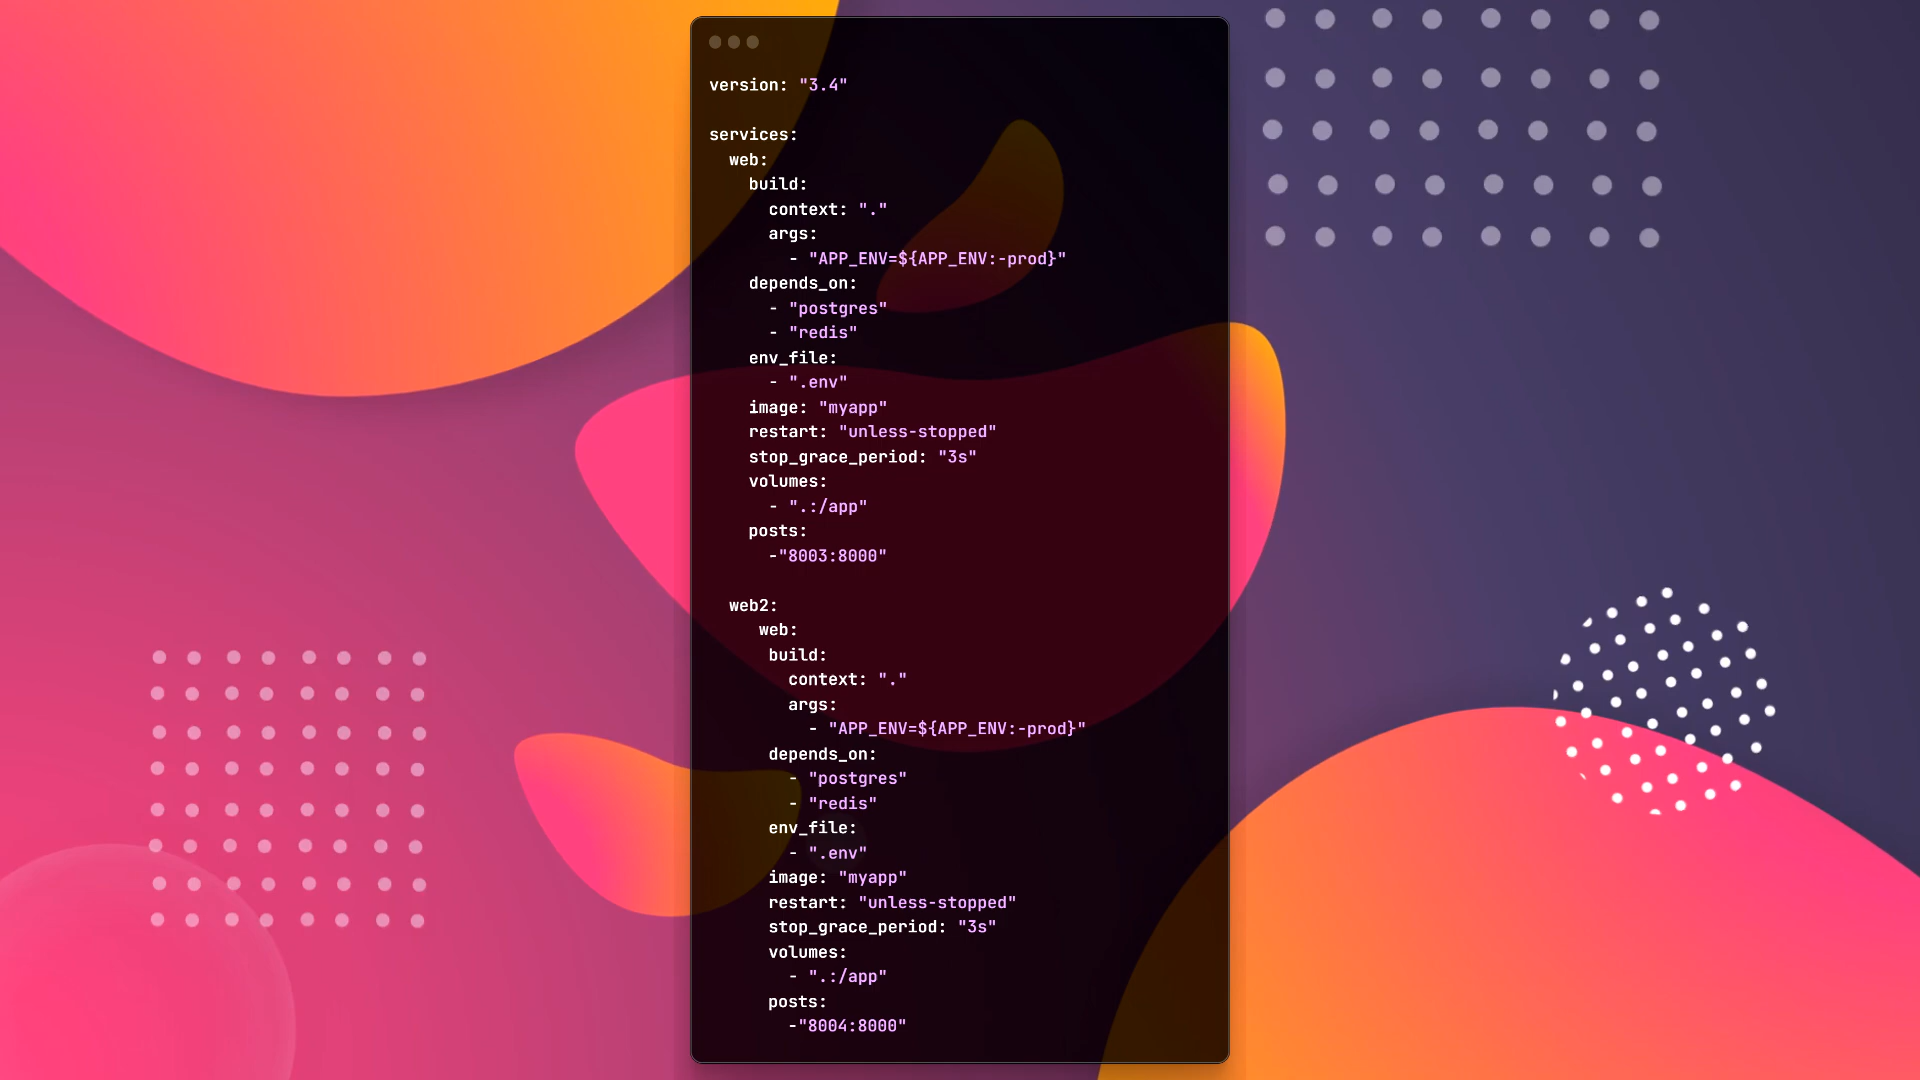 version: "3.4"

services:
  web:
    build:
      context: "."
      args:
        - "APP_ENV=${APP_ENV:-prod}"
    depends_on:
      - "postgres"
      - "redis"
    env_file:
      - ".env"
    image: "myapp"
    restart: "unless-stopped"
    stop_grace_period: "3s"
    volumes:
      - ".:/app"
    posts:
      -"8003:8000"

  web2:
     web:
      build:
        context: "."
        args:
          - "APP_ENV=${APP_ENV:-prod}"
      depends_on:
        - "postgres"
        - "redis"
      env_file:
        - ".env"
      image: "myapp"
      restart: "unless-stopped"
      stop_grace_period: "3s"
      volumes:
        - ".:/app"
      posts:
        -"8004:8000"